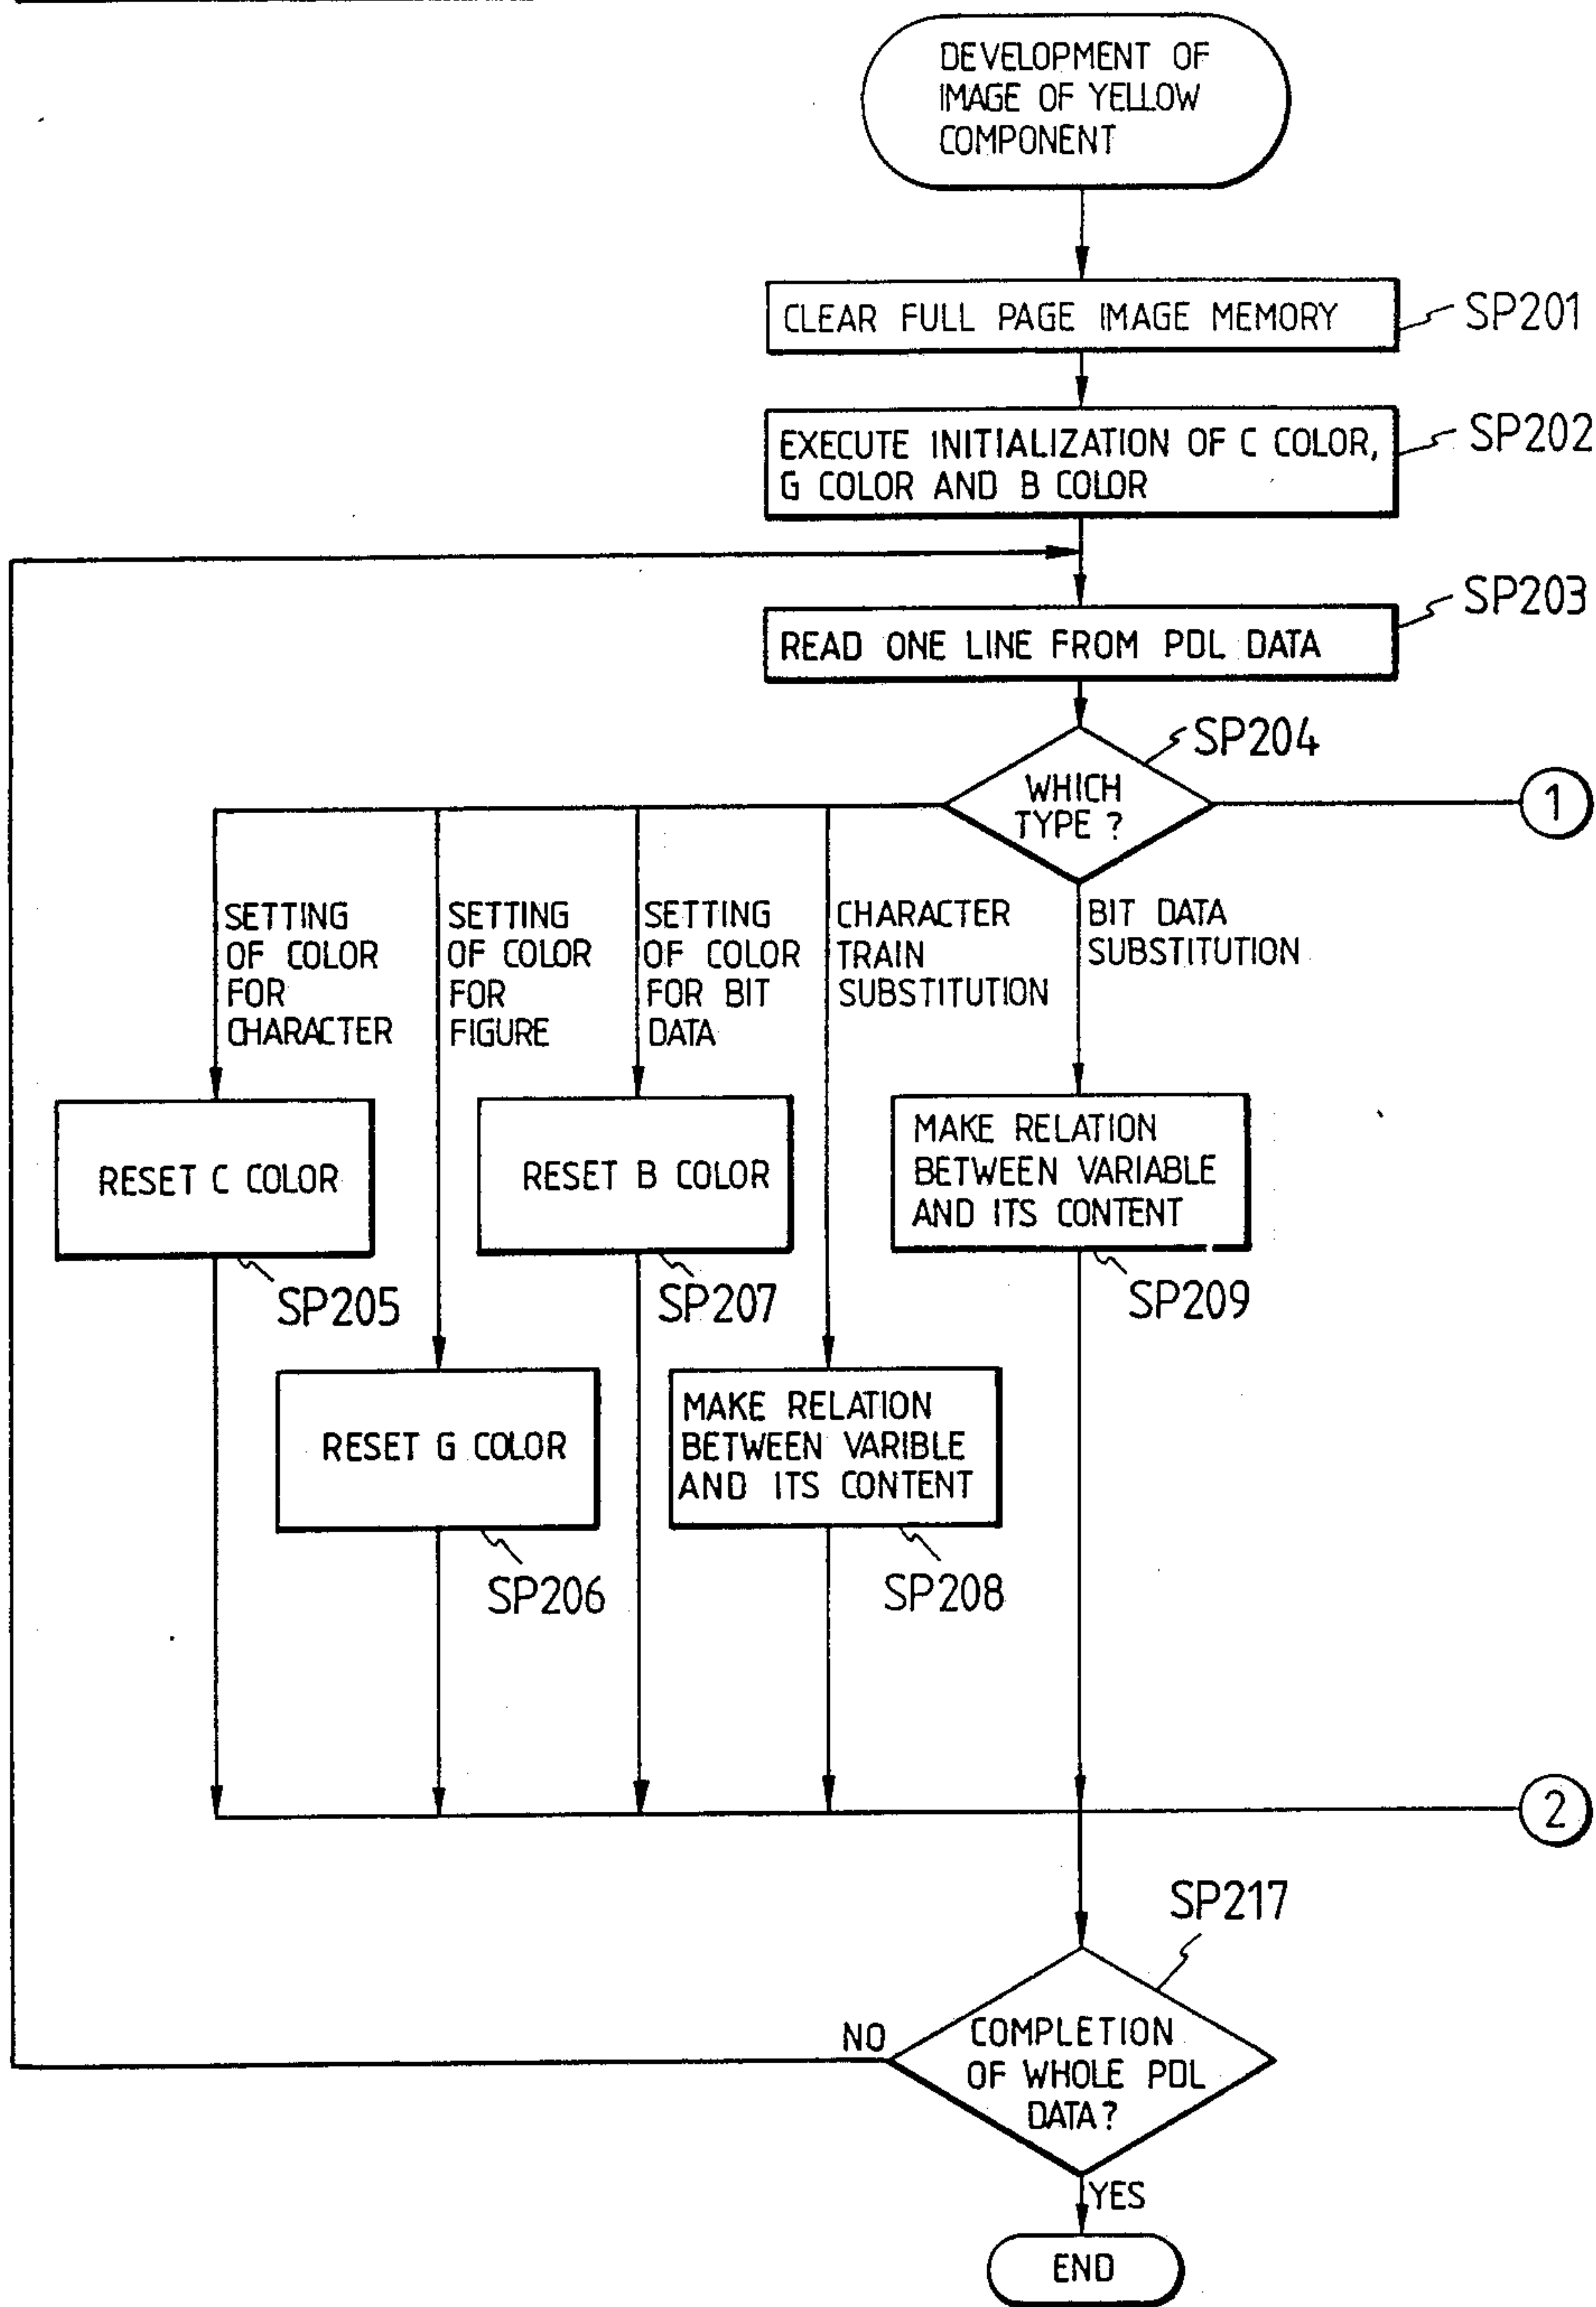 DEVELOPMENT OF
IMAGE OF YELLOW
COMPONENT
CLEAR FULL PAGE IMAGE MEMORY
SP201
EXECUTE INITIALIZATION OF C COLOR,
G COLOR AND B COLOR
SP202
READ ONE LINE FROM PDL DATA
SP203
WHICH
TYPE ?
SP204
1
SETTING
OF COLOR
FOR
CHARACTER
SETTING
OF COLOR
FOR
FIGURE
SETTING
OF COLOR
FOR BIT
DATA
CHARACTER
TRAIN
SUBSTITUTION
BIT DATA
SUBSTITUTION
RESET C COLOR
SP205
RESET B COLOR
SP207
MAKE RELATION
BETWEEN VARIABLE
AND ITS CONTENT
SP209
RESET G COLOR
SP206
MAKE RELATION
BETWEEN VARIBLE
AND ITS CONTENT
SP208
2
SP217
NO
COMPLETION
OF WHOLE PDL
DATA?
YES
END